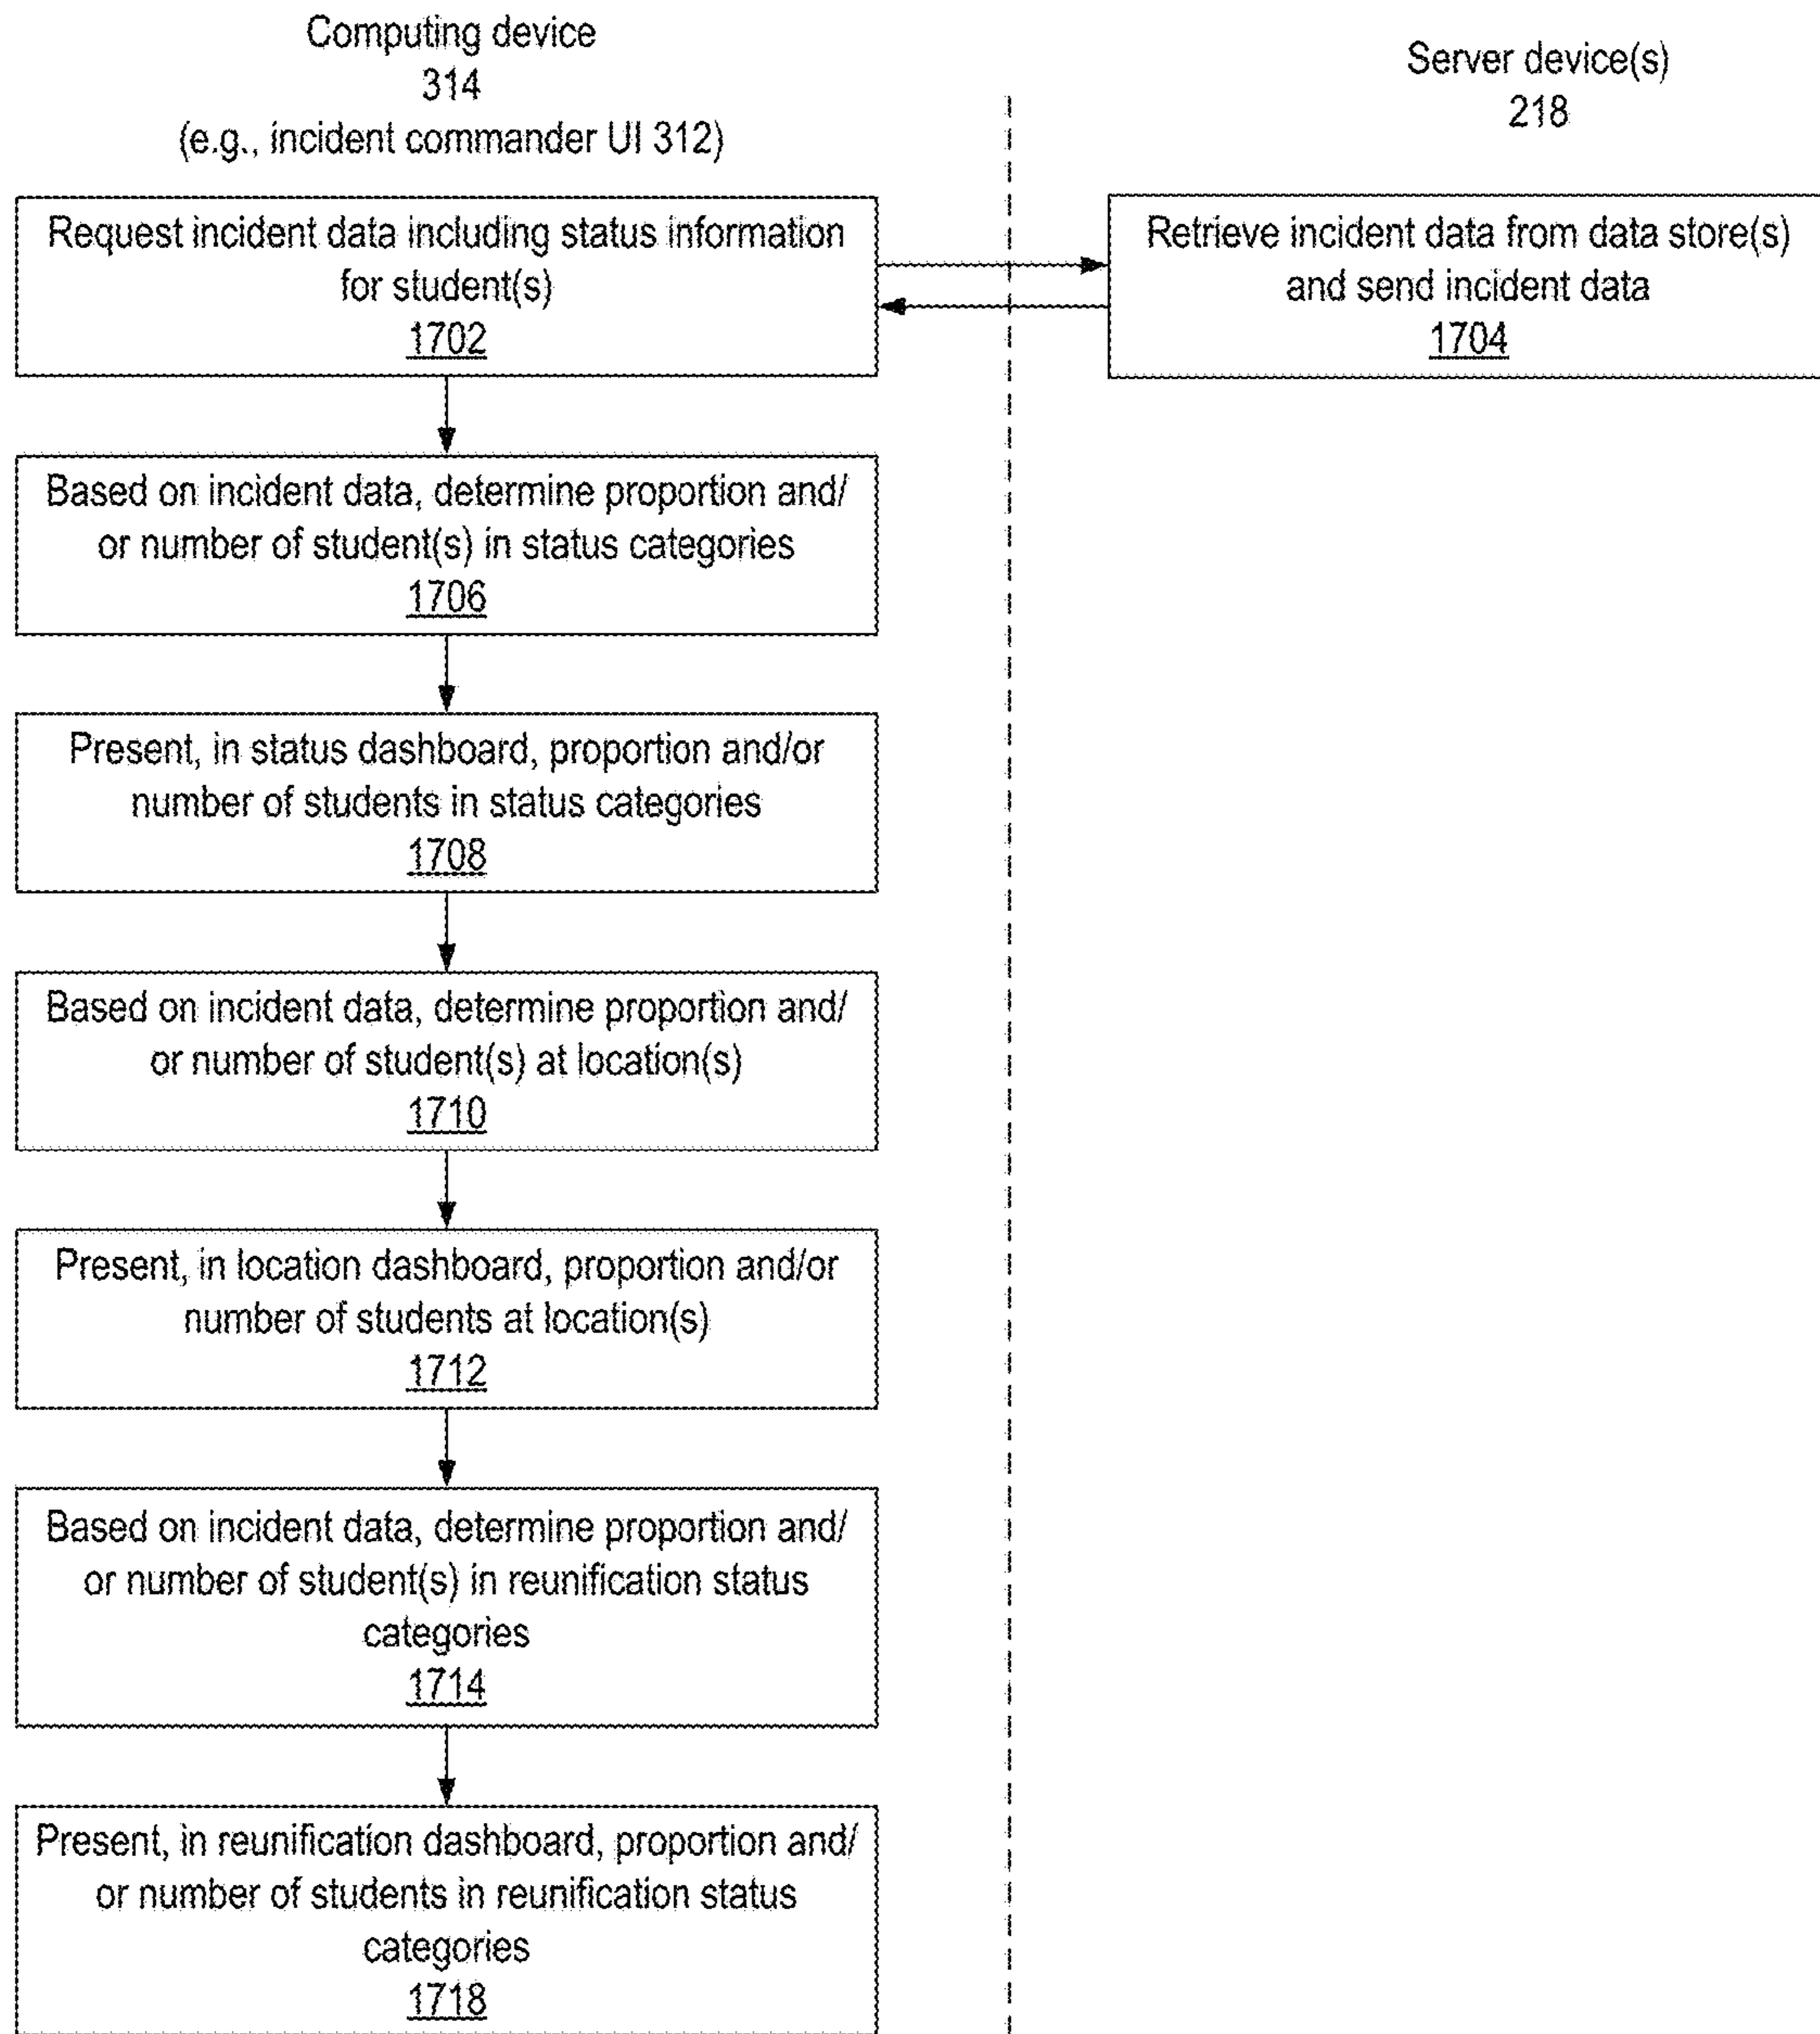 Computing device
314
(e.g., incident commander UI 312)
Server device(s)
218
Request incident data including status information
for student(s)
1702
Retrieve incident data from data store(s)
and send incident data
1704
Based on incident data, determine proportion and/
or number of student(s) in status categories
1706
Present, in status dashboard, proportion and/or
number of students in status categories
1708
Based on incident data, determine proportion and/
or number of student(s) at location(s)
1710
Present, in location dashboard, proportion and/or
number of students at location(s)
1712
Based on incident data, determine proportion and/
or number of student(s) in reunification status
categories
1714
Present, in reunification dashboard, proportion and/
or number of students in reunification status
categories
1718